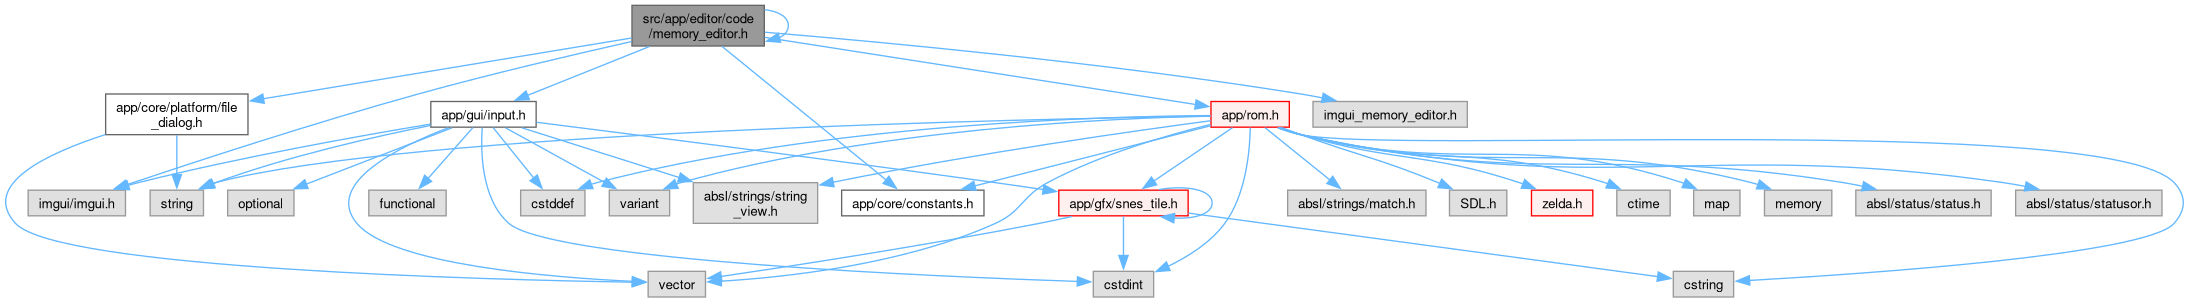 src/app/editor/code
/memory_editor.h
app/core/platform/file
_dialog.h
app/gui/input.h
app/rom.h
imgui_memory_editor.h
imgui/imgui.h
string
optional
functional
cstddef
variant
absl/strings/string
_view.h
app/core/constants.h
app/gfx/snes_tile.h
absl/strings/match.h
SDL.h
zelda.h
ctime
map
memory
absl/status/status.h
absl/status/statusor.h
vector
cstdint
cstring